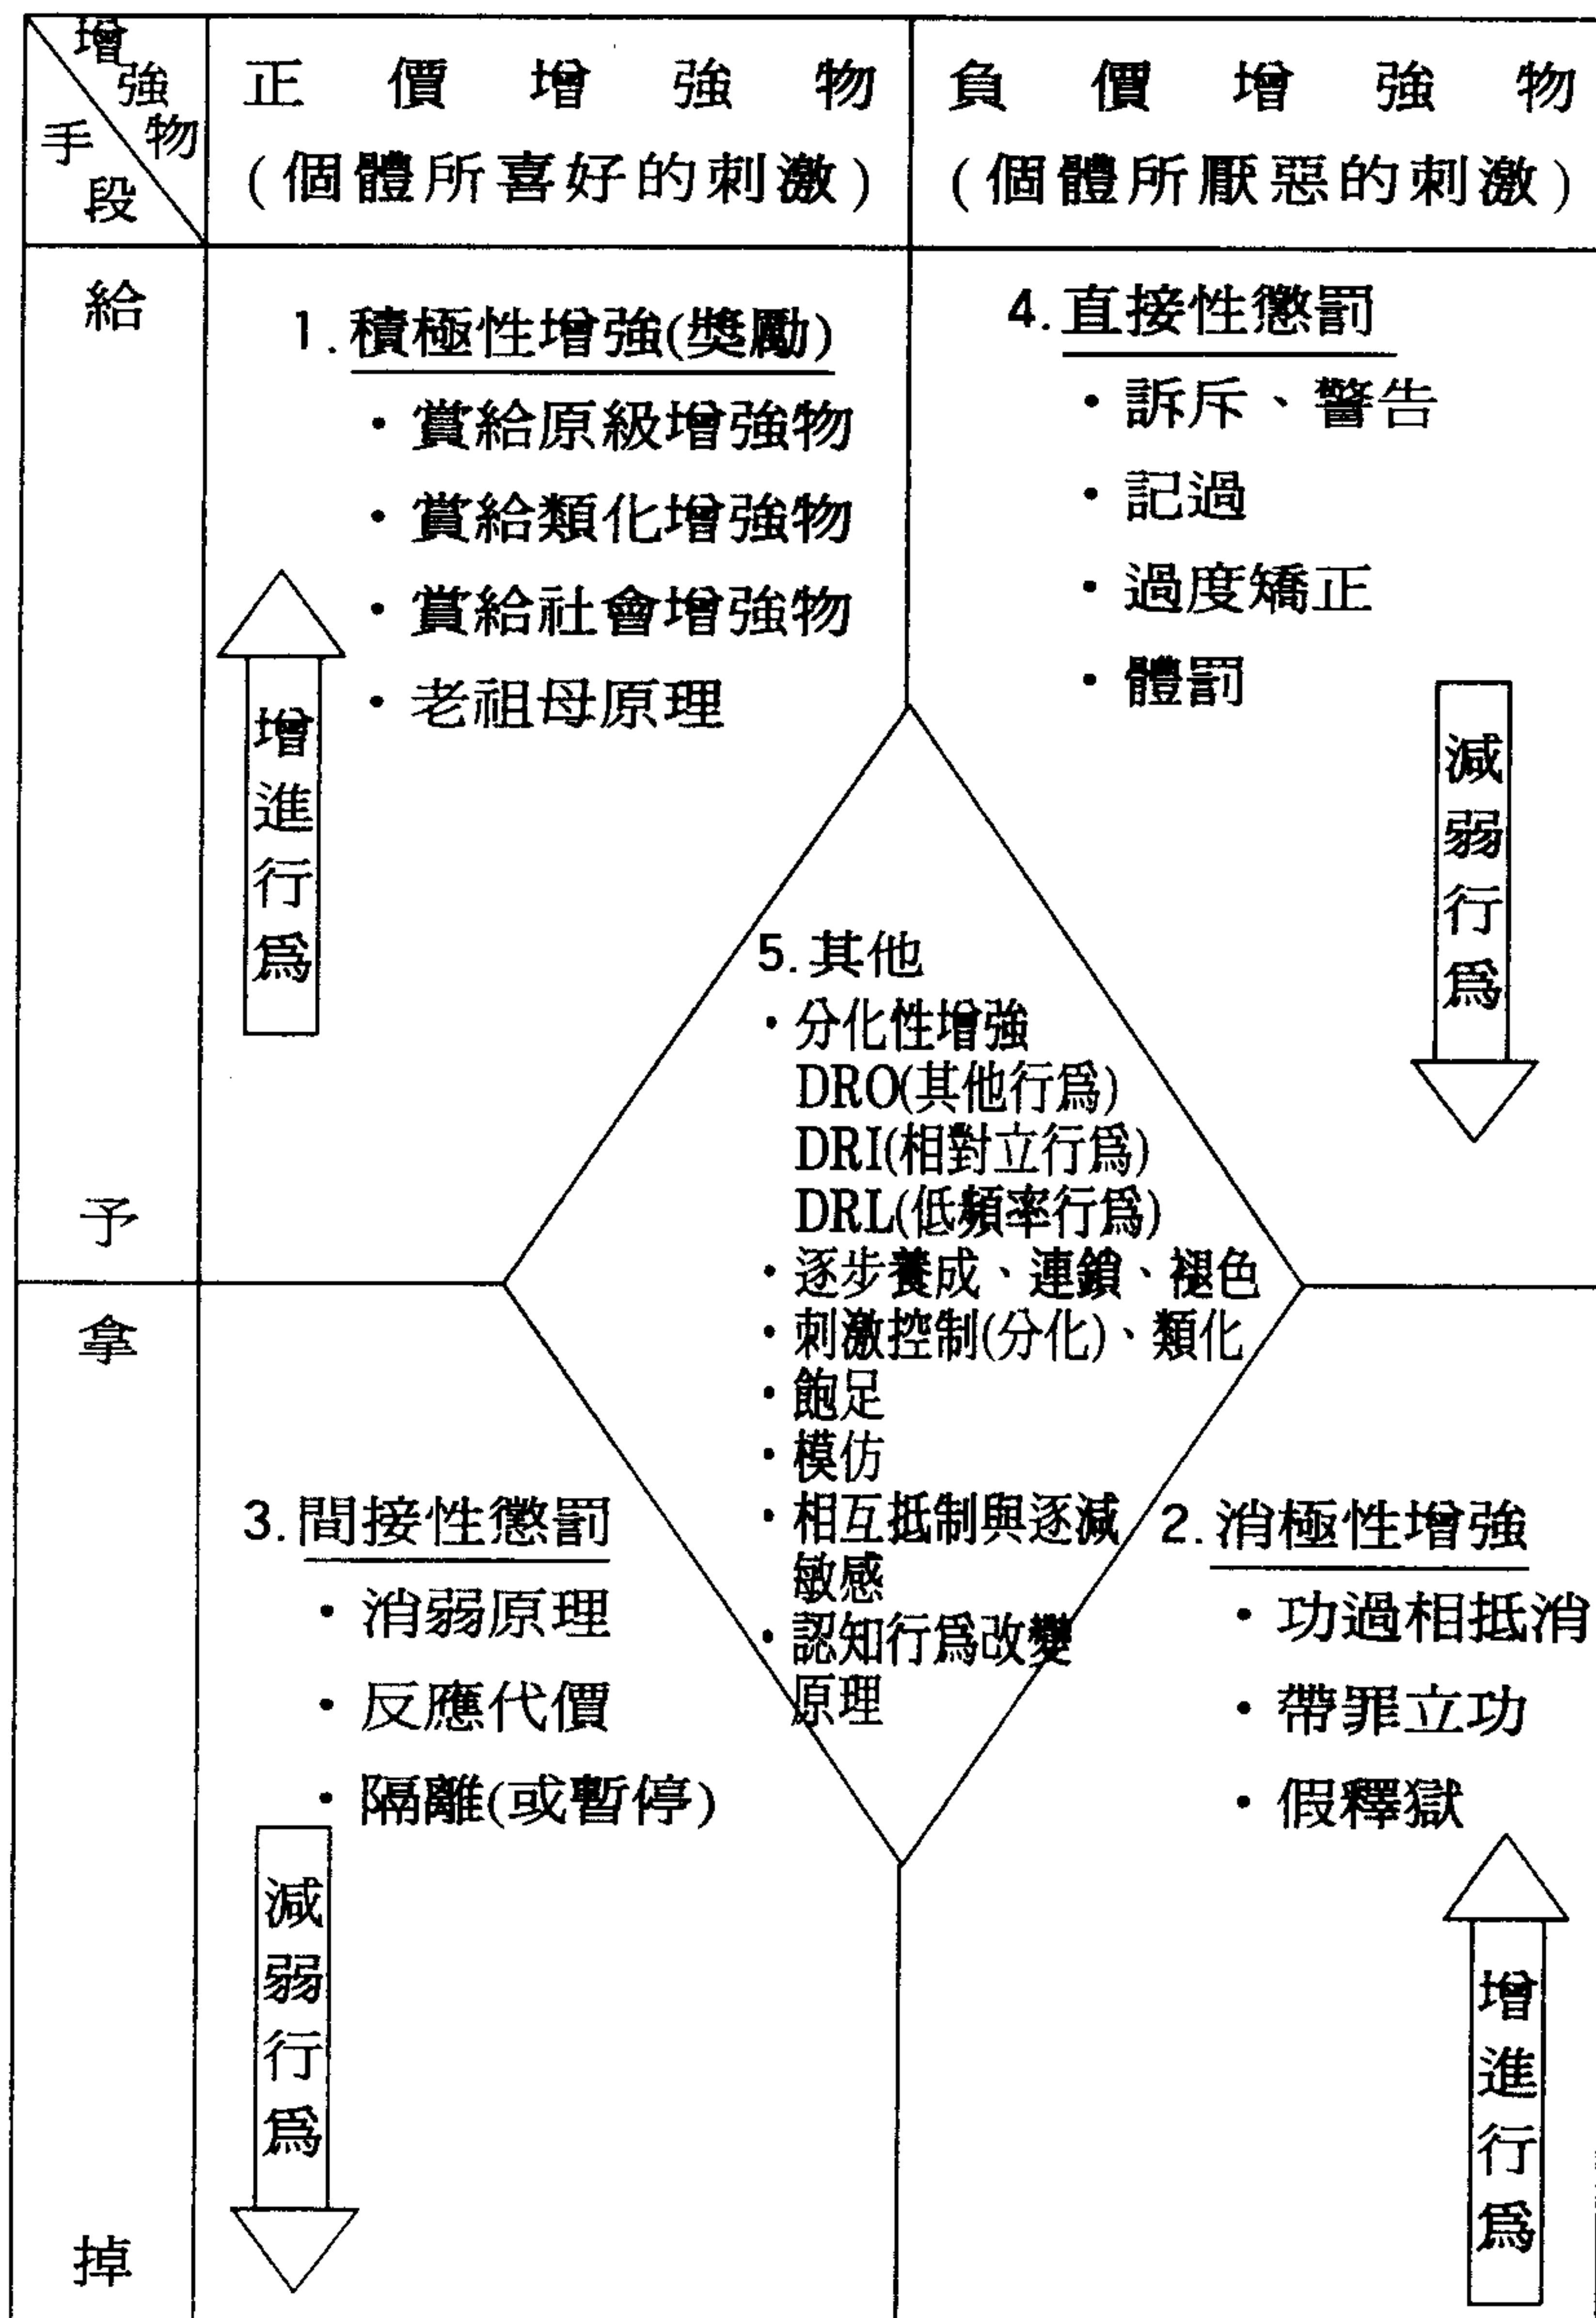 增強物
手段
正價增強物
(個體所喜好的刺激)
負價增強物
(個體所厭惡的刺激)
給予
1.積極性增強(獎勵)
・賞給原級增強物
・賞給類化增強物
・賞給社會增強物
・老祖母原理
增進行為
4.直接性懲罰
・訴斥、警告
・記過
・過度矯正
・體罰
減弱行為
5.其他
・分化性增強
DRO(其他行為)
DRI(相對立行為)
DRL(低頻率行為)
・逐步養成、連鎖、褪色
・刺激控制(分化)、類化
・飽足
・模仿
・相互抵制與逐減
敏感
・認知行為改變
原理
拿掉
3.間接性懲罰
・消弱原理
・反應代價
・隔離(或暫停)
減弱行為
2.消極性增強
・功過相抵消
・帶罪立功
・假釋獄
增進行為